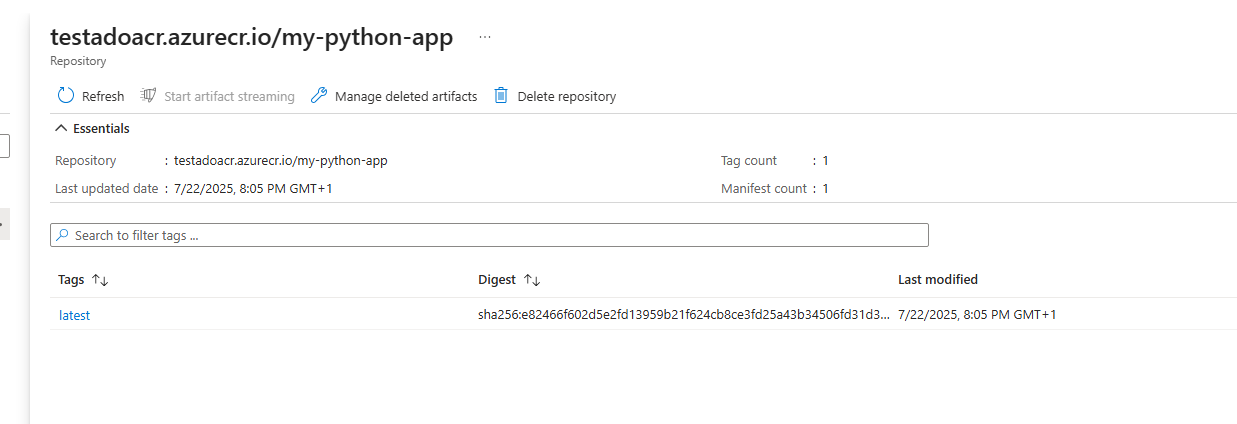 testadoacr.azurecr.io/my-python-app ...
Repository
Refresh Start artifact streaming Manage deleted artifacts Delete repository
Essentials
Repository : testadoacr.azurecr.io/my-python-app Tag count : 1
Last updated date : 7/22/2025, 8:05 PM GMT+1 Manifest count : 1
Search to filter tags ...
Tags Digest Last modified
latest sha256:e82466f602d5e2fd13959b21f624cb8ce3fd25a43b34506fd31d3... 7/22/2025, 8:05 PM GMT+1